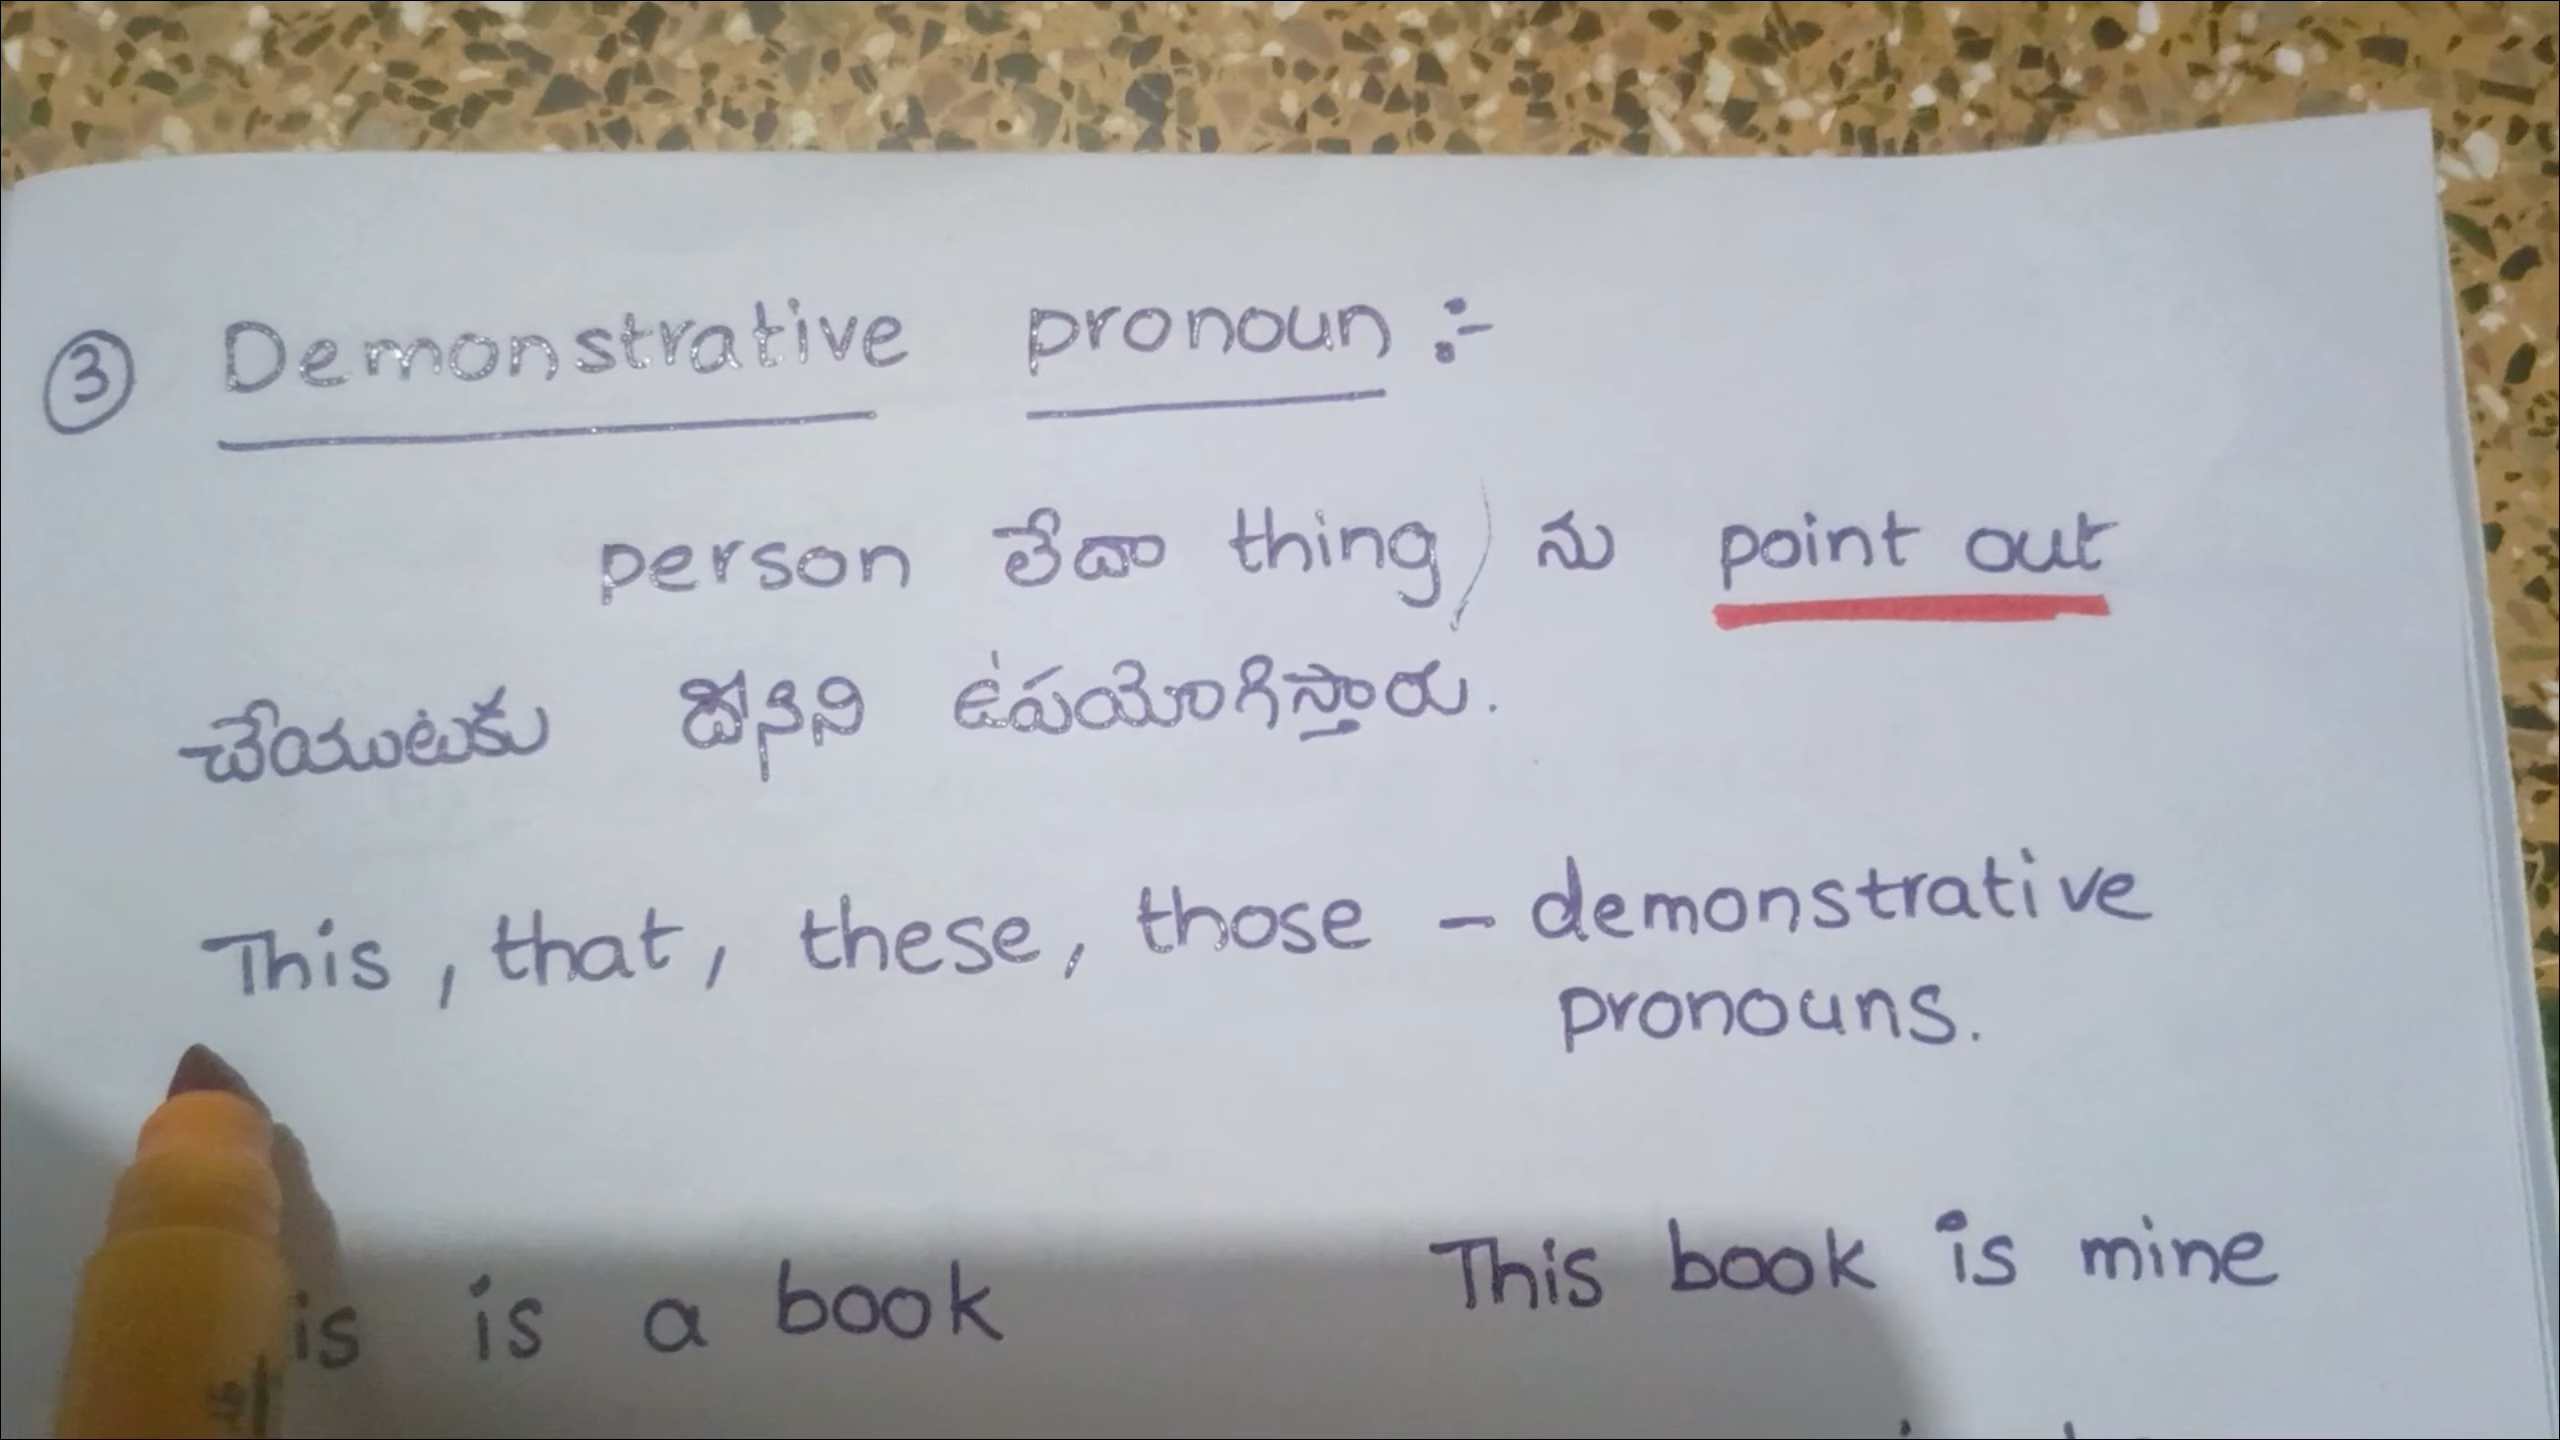 ③ Demonstrative pronoun :-
person లేదా thing ను point out
చేయుటకు దీనిని ఉపయోగిస్తారు.
This, that, these, those - demonstrative
pronouns.
is a book This book is mine